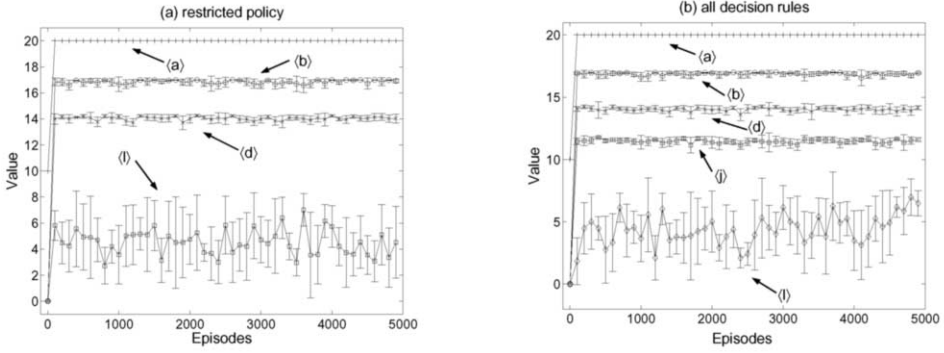 (a) restricted policy
20
18
16
14
12
10
8
6
4
2
0
Value
⟨a⟩
⟨b⟩
⟨d⟩
⟨l⟩
0 1000 2000 3000 4000 5000
Episodes
(b) all decision rules
20
15
10
5
0
Value
⟨a⟩
⟨b⟩
⟨d⟩
⟨j⟩
⟨l⟩
0 1000 2000 3000 4000 5000
Episodes